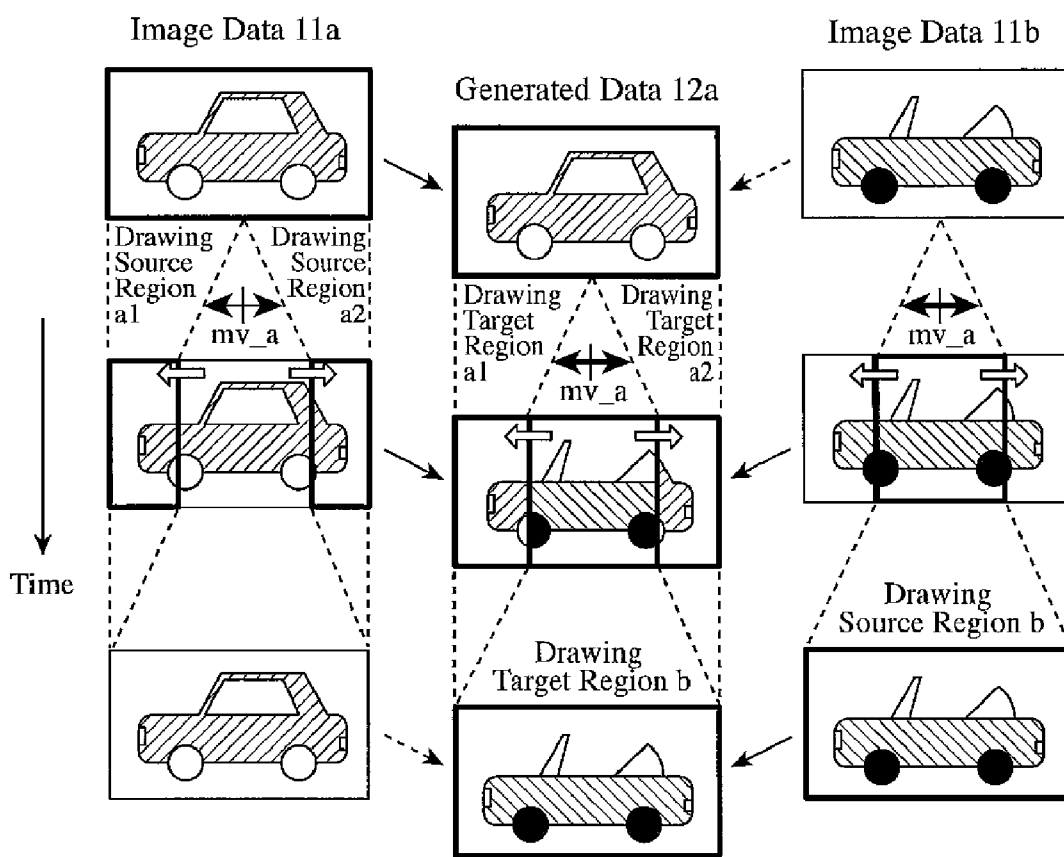 Image Data 11a
Image Data 11b
Generated Data 12a
Drawing
Source
Region
a1
Drawing
Source
Region
a2
mv_a
Drawing
Target
Region
a1
Drawing
Target
Region
a2
mv_a
mv_a
Time
Drawing
Target Region b
Drawing
Source Region b